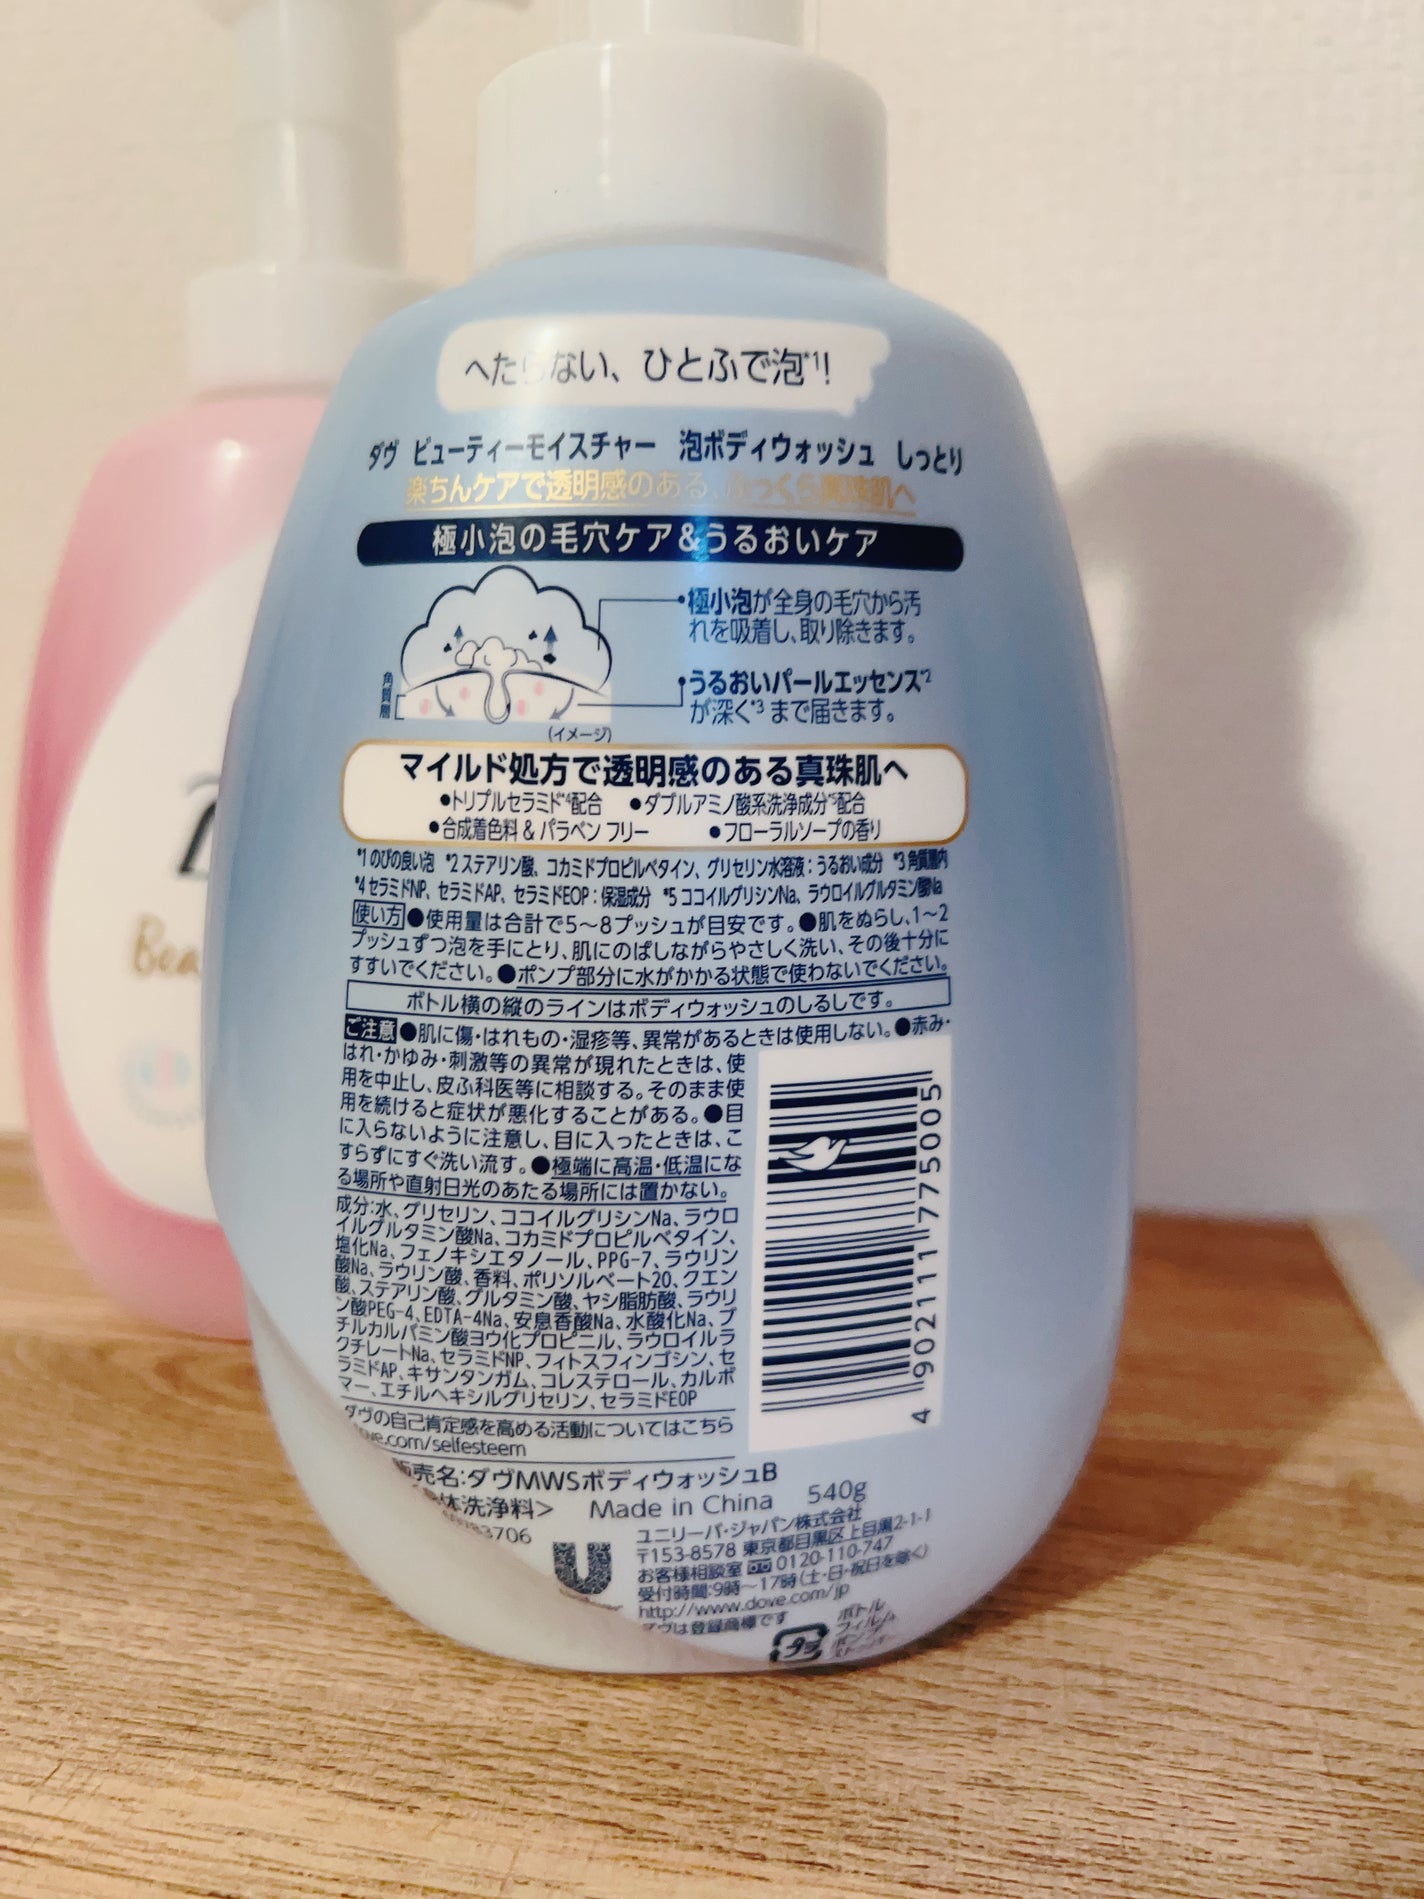 へたらない、ひとふで泡*1!
ダヴ ビューティーモイスチャー 泡ボディウォッシュ しっとり
楽ちんケアで透明感のある、ふっくら真珠肌へ
極小泡の毛穴ケア&うるおいケア
●極小泡が全身の毛穴から汚
れを吸着し、取り除きます。
角質層
●うるおいパールエッセンス*2
が深く*3まで届きます。
(イメージ)
マイルド処方で透明感のある真珠肌へ
●トリプルセラミド*4配合 ●ダブルアミノ酸系洗浄成分*5配合
●合成着色料 & パラベン フリー ●フローラルソープの香り
*1 のびの良い泡 *2 ステアリン酸、コカミドプロピルベタイン、グリセリン水溶液：うるおい成分 *3 角質層内
*4 セラミドNP、セラミドAP、セラミドEOP：保湿成分 *5 ココイルグリシンNa、ラウロイルグルタミン酸Na
使い方●使用量は合計で5～8プッシュが目安です。●肌をぬらし、1～2
プッシュずつ泡を手にとり、肌にのばしながらやさしく洗い、その後十分に
すすいでください。●ポンプ部分に水がかかる状態で使わないでください。
ボトル横の縦のラインはボディウォッシュのしるしです。
ご注意●肌に傷・はれもの・湿疹等、異常があるときは使用しない。●赤み・
はれ・かゆみ・刺激等の異常が現れたときは、使
用を中止し、皮ふ科医等に相談する。そのまま使
用を続けると症状が悪化することがある。●目
に入らないように注意し、目に入ったときは、こ
すらずにすぐ洗い流す。●極端に高温・低温にな
る場所や直射日光のあたる場所には置かない。
成分：水、グリセリン、ココイルグリシンNa、ラウロ
イルグルタミン酸Na、コカミドプロピルベタイン、
塩化Na、フェノキシエタノール、PPG-7、ラウリン
酸Na、ラウリン酸、香料、ポリソルベート20、クエン
酸、ステアリン酸、グルタミン酸、ヤシ脂肪酸、ラウリ
ン酸PEG-4、EDTA-4Na、安息香酸Na、水酸化Na、ブ
チルカルバミン酸ヨウ化プロピニル、ラウロイルラ
クチレートNa、セラミドNP、フィトスフィンゴシン、セ
ラミドAP、キサンタンガム、コレステロール、カルボ
マー、エチルヘキシルグリセリン、セラミドEOP
4 902111 775005
ダヴの自己肯定感を高める活動についてはこちら
ove.com/selfesteem
販売名：ダヴMWSボディウォッシュB
体洗浄料> Made in China 540g
83706
ユニリーバ・ジャパン株式会社
〒153-8578 東京都目黒区上目黒2-1-1
お客様相談室 0120-110-747
受付時間：9時～17時(土・日・祝日を除く)
http://www.dove.com/jp
ダヴは登録商標です
プラ
ボトル
フィルム
ポンプ
Bea